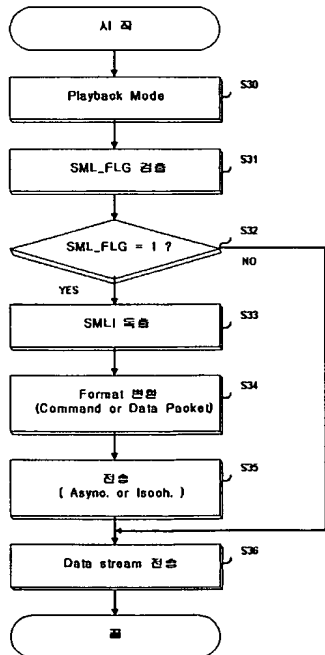 시 작
Playback Mode
S30
SML_FLG 검출
S31
SML_FLG = 1 ?
S32
NO
YES
SMLI 독출
S33
Format 변환
(Command or Data Packet)
S34
전송
( Async. or Isoch. )
S35
Data stream 전송
S36
끝